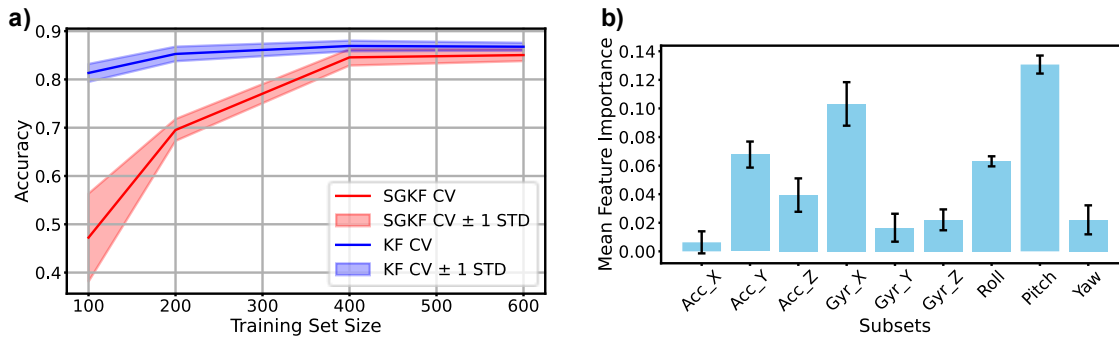 a)
Accuracy
0.9
0.8
0.7
0.6
0.5
0.4
SGKF CV
SGKF CV ± 1 STD
KF CV
KF CV ± 1 STD
100 200 300 400 500 600
Training Set Size
b)
Mean Feature Importance
0.14
0.12
0.10
0.08
0.06
0.04
0.02
0.00
Acc_X Acc_Y Acc_Z Gyr_X Gyr_Y Gyr_Z Roll Pitch Yaw
Subsets